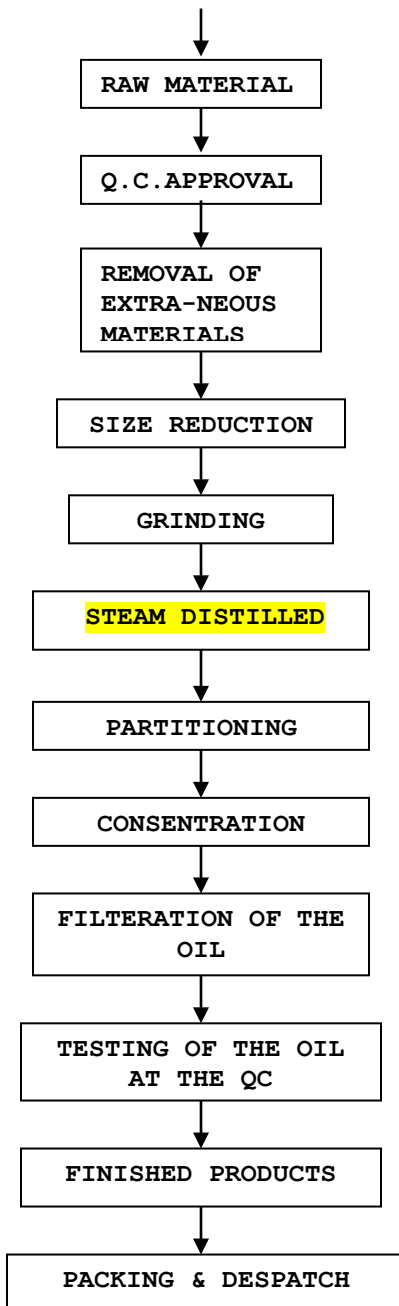 RAW MATERIAL
Q.C.APPROVAL
REMOVAL OF
EXTRA-NEOUS
MATERIALS
SIZE REDUCTION
GRINDING
STEAM DISTILLED
PARTITIONING
CONSENTRATION
FILTERATION OF THE
OIL
TESTING OF THE OIL
AT THE QC
FINISHED PRODUCTS
PACKING & DESPATCH